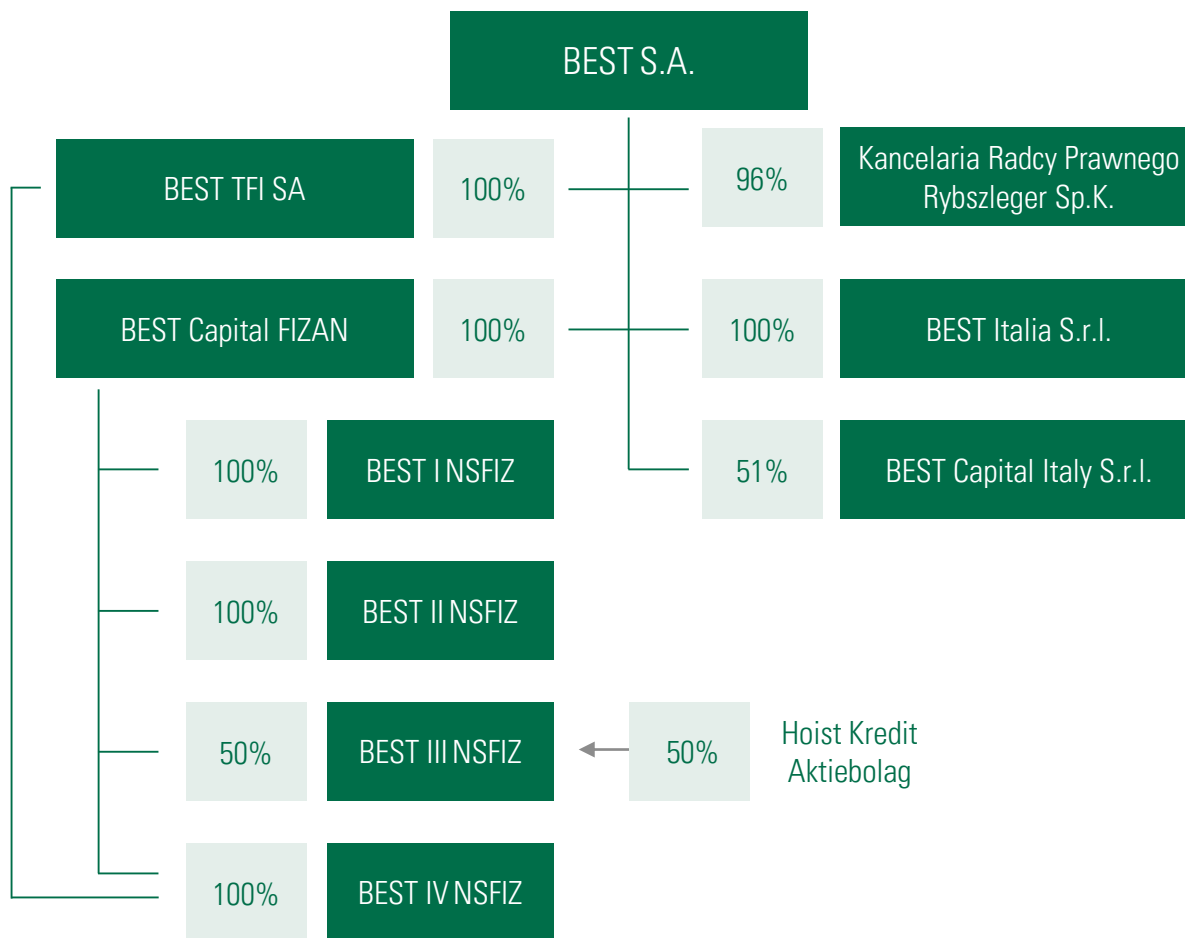 BEST S.A.
BEST TFI SA
100%
96%
Kancelaria Radcy Prawnego
Rybszleger Sp.K.
BEST Capital FIZAN
100%
100%
BEST Italia S.r.l.
100%
BEST I NSFIZ
51%
BEST Capital Italy S.r.l.
100%
BEST II NSFIZ
50%
BEST III NSFIZ
50%
Hoist Kredit
Aktiebolag
100%
BEST IV NSFIZ